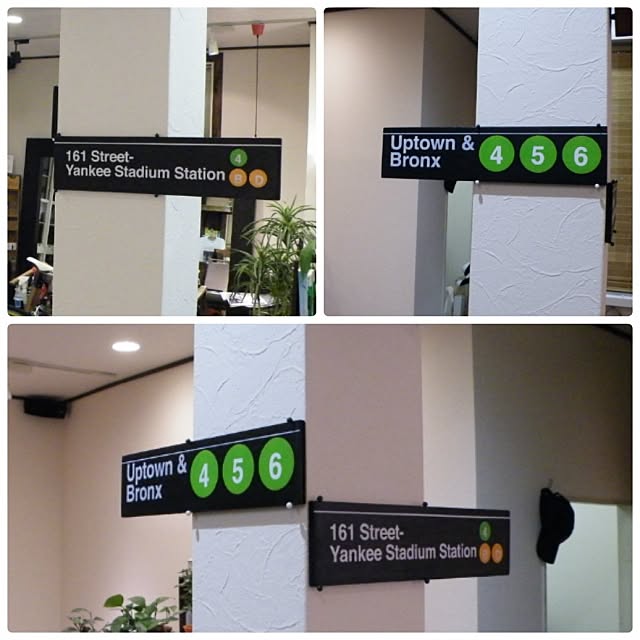 161 Street-
4
Yankee Stadium Station B D
Uptown &
Bronx
4 5 6
Uptown &
Bronx
4 5 6
161 Street-
4
Yankee Stadium Station B D